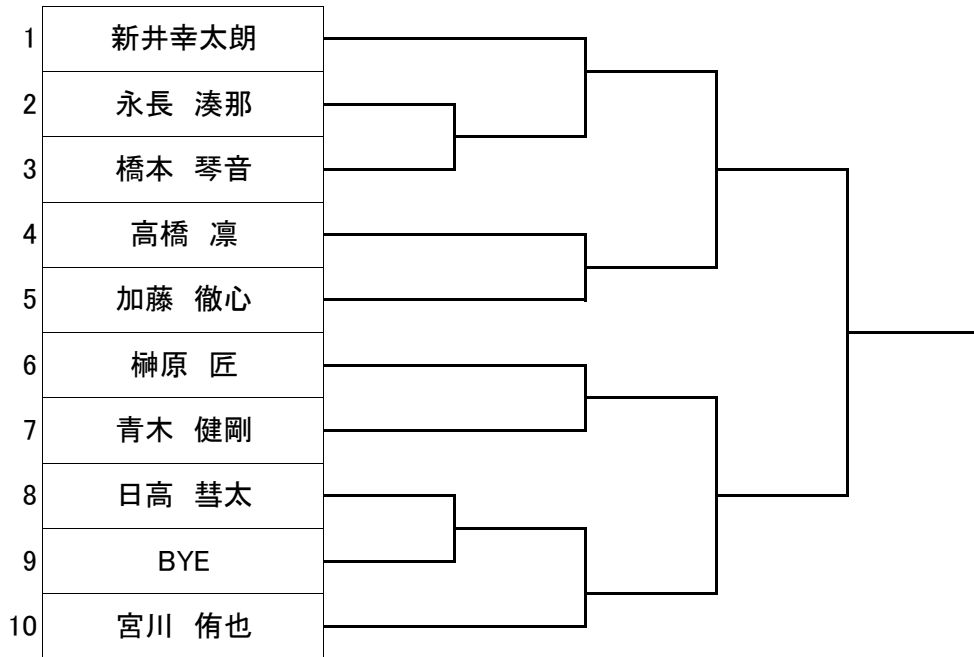 1 新井幸太朗
2 永長　湊那
3 橋本　琴音
4 高橋　凛
5 加藤　徹心
6 榊原　匠
7 青木　健剛
8 日高　彗太
9 BYE
10 宮川　侑也